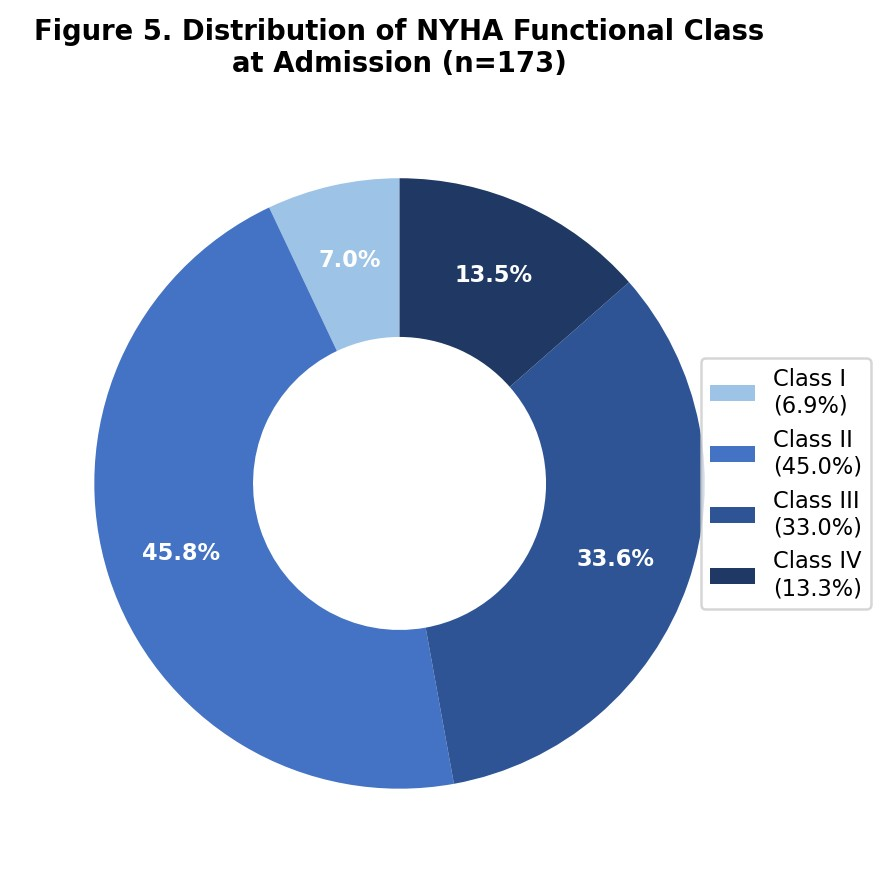 Figure 5. Distribution of NYHA Functional Class
at Admission (n=173)
7.0%
13.5%
45.8%
33.6%
Class I
(6.9%)
Class II
(45.0%)
Class III
(33.0%)
Class IV
(13.3%)